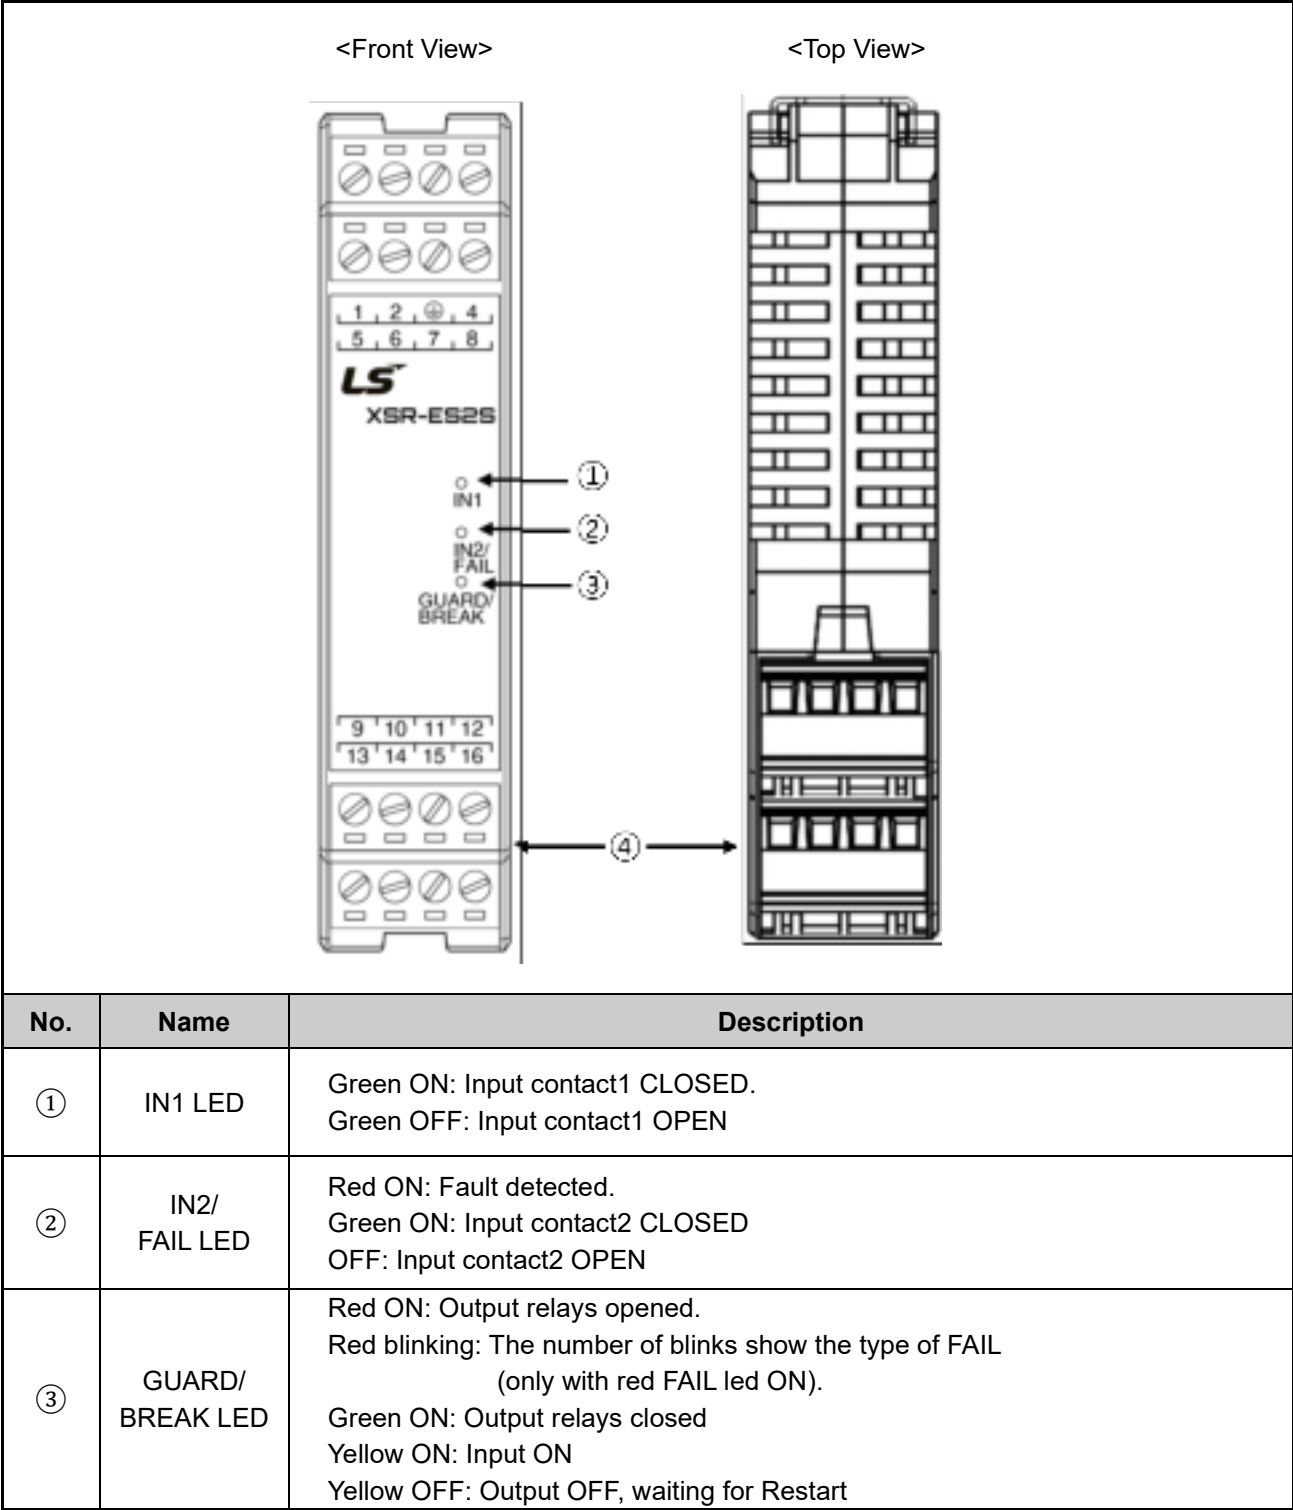 <Front View>
<Top View>
1 2 ⏚ 4
5 6 7 8
LS
XSR-ES2S
IN1
①
②
IN2/
FAIL
③
GUARD/
BREAK
9 10 11 12
13 14 15 16
④
No. Name Description
① IN1 LED
Green ON: Input contact1 CLOSED.
Green OFF: Input contact1 OPEN
② IN2/
FAIL LED
Red ON: Fault detected.
Green ON: Input contact2 CLOSED
OFF: Input contact2 OPEN
③ GUARD/
BREAK LED
Red ON: Output relays opened.
Red blinking: The number of blinks show the type of FAIL
(only with red FAIL led ON).
Green ON: Output relays closed
Yellow ON: Input ON
Yellow OFF: Output OFF, waiting for Restart